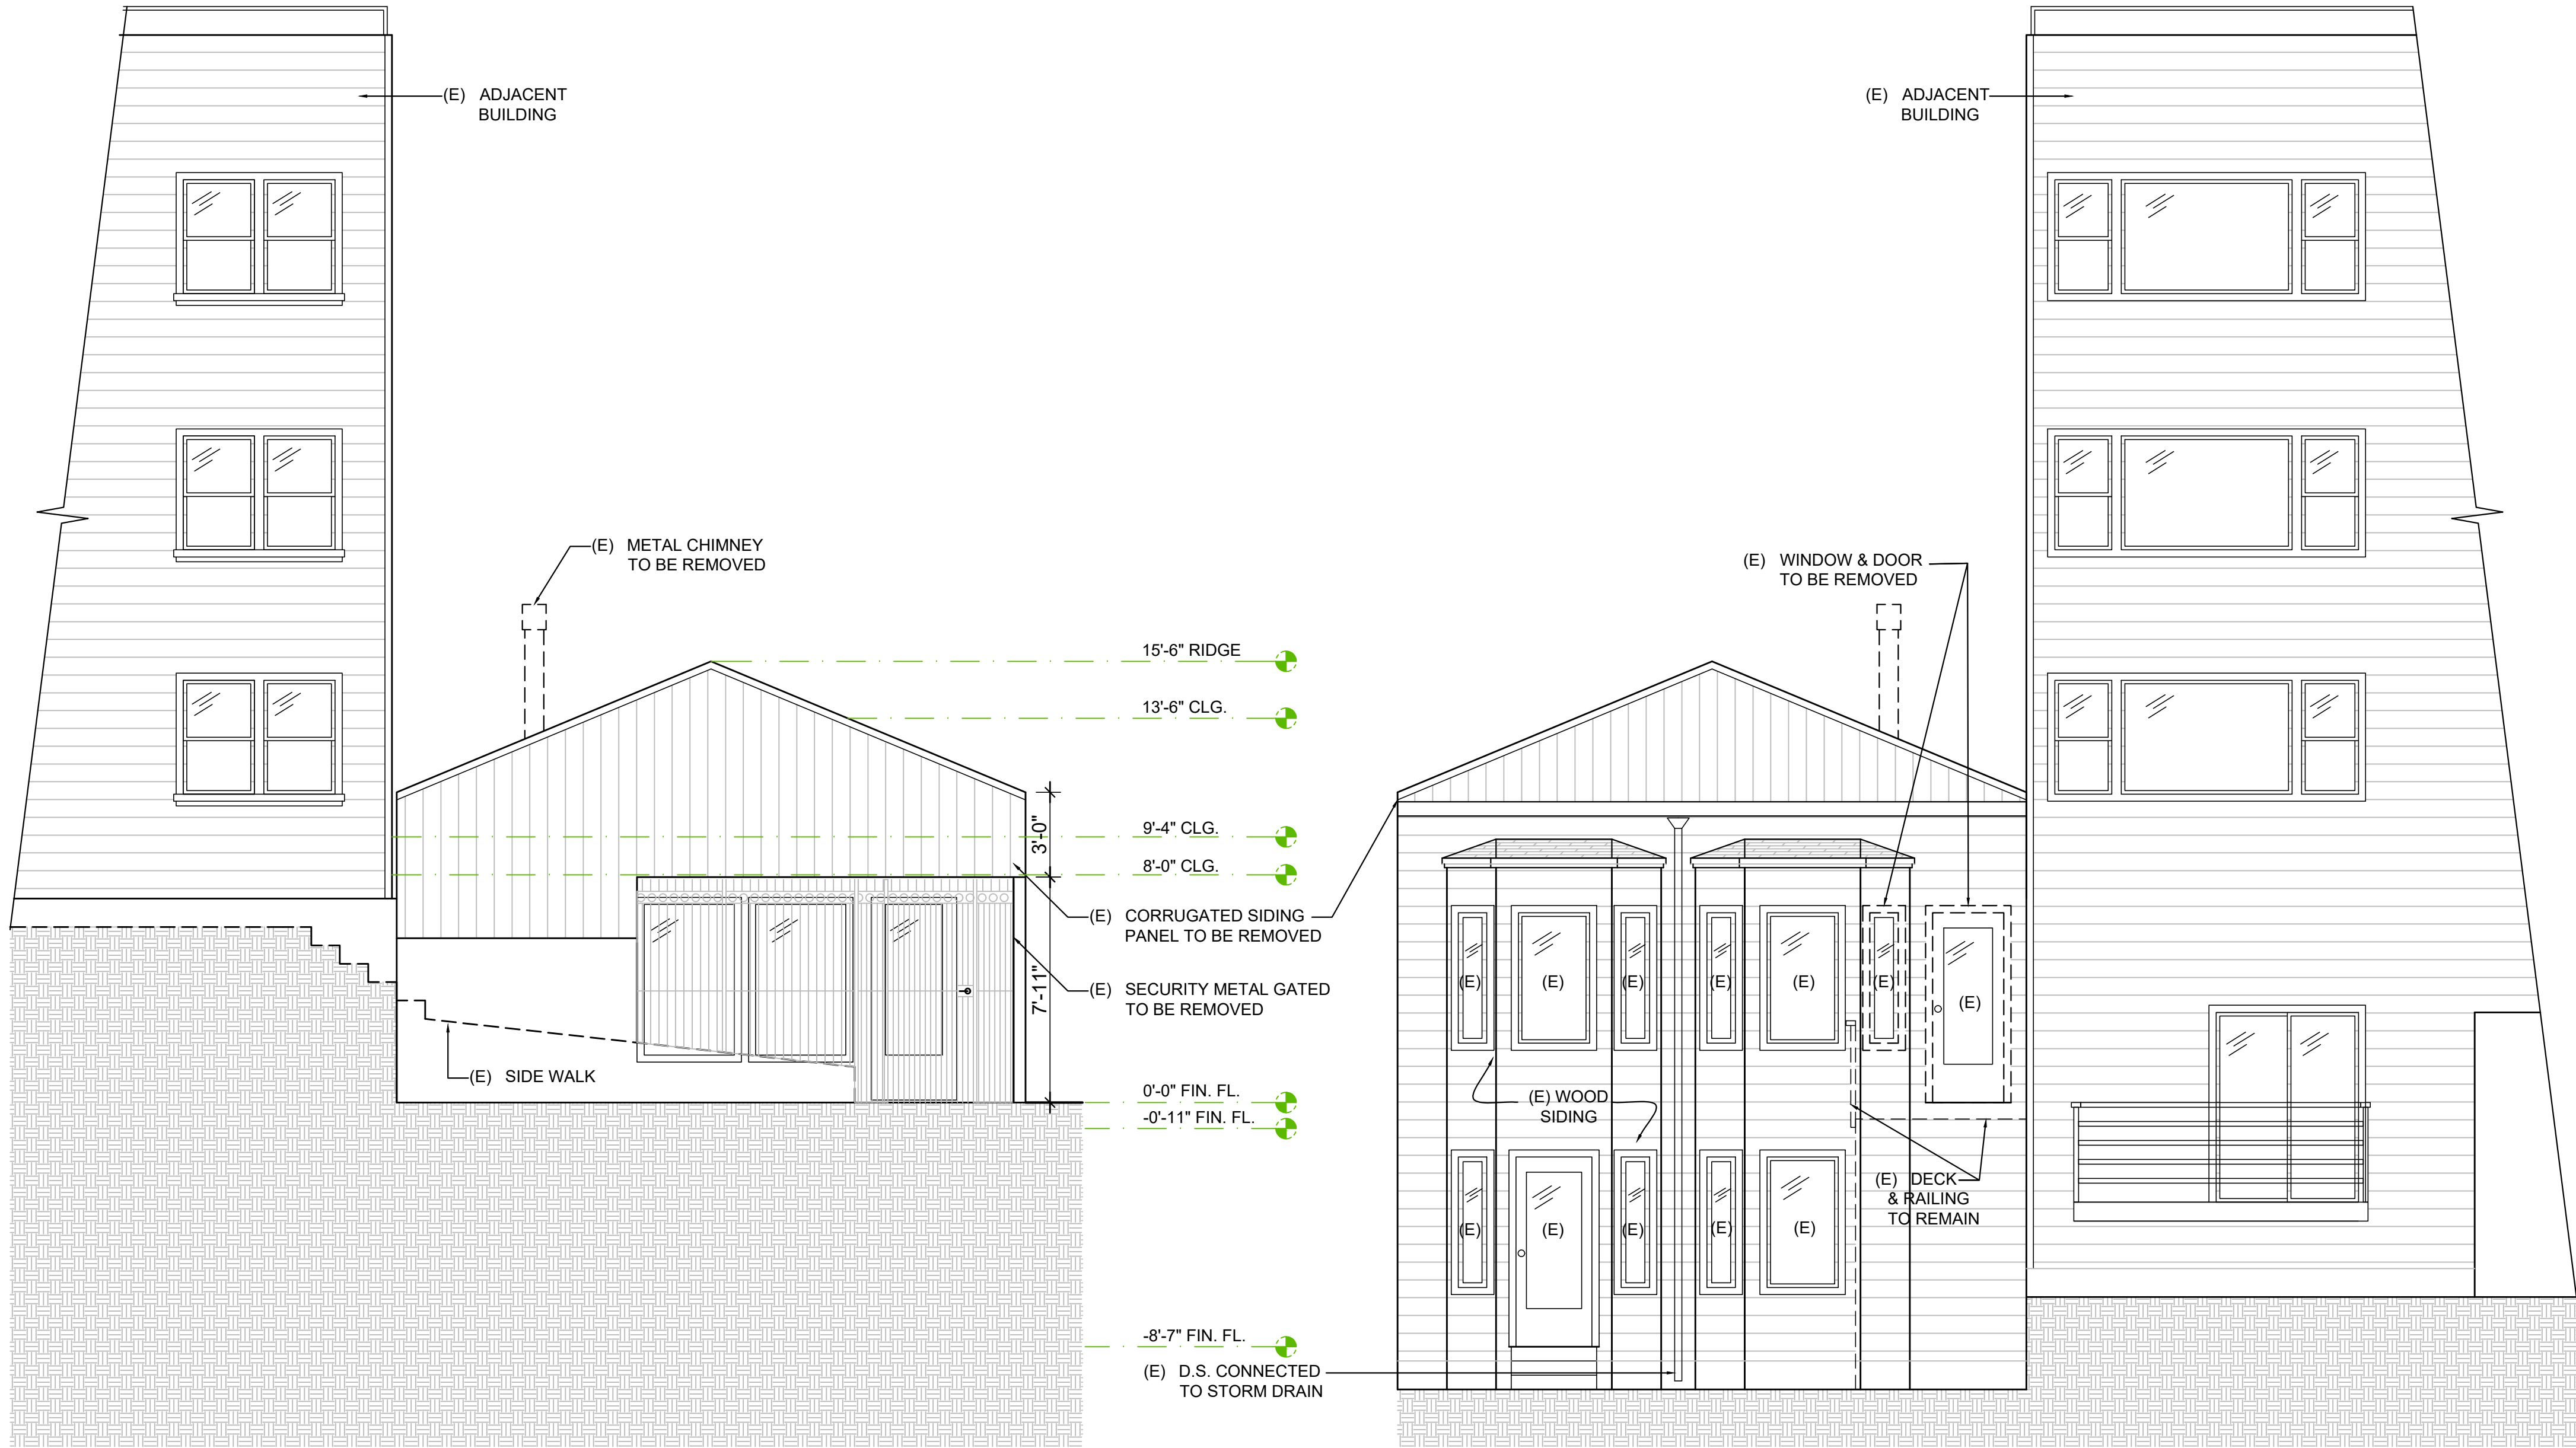 (E) ADJACENT
BUILDING
(E) ADJACENT
BUILDING
(E) METAL CHIMNEY
TO BE REMOVED
(E) WINDOW & DOOR
TO BE REMOVED
15'-6" RIDGE
13'-6" CLG.
9'-4" CLG.
8'-0" CLG.
3'-0"
7'-11"
(E) CORRUGATED SIDING
PANEL TO BE REMOVED
(E) SECURITY METAL GATED
TO BE REMOVED
(E) SIDE WALK
0'-0" FIN. FL.
-0'-11" FIN. FL.
-8'-7" FIN. FL.
(E) D.S. CONNECTED
TO STORM DRAIN
(E) (E) (E) (E) (E) (E) (E)
(E) WOOD
SIDING
(E) DECK
& RAILING
TO REMAIN
(E) (E) (E) (E) (E)